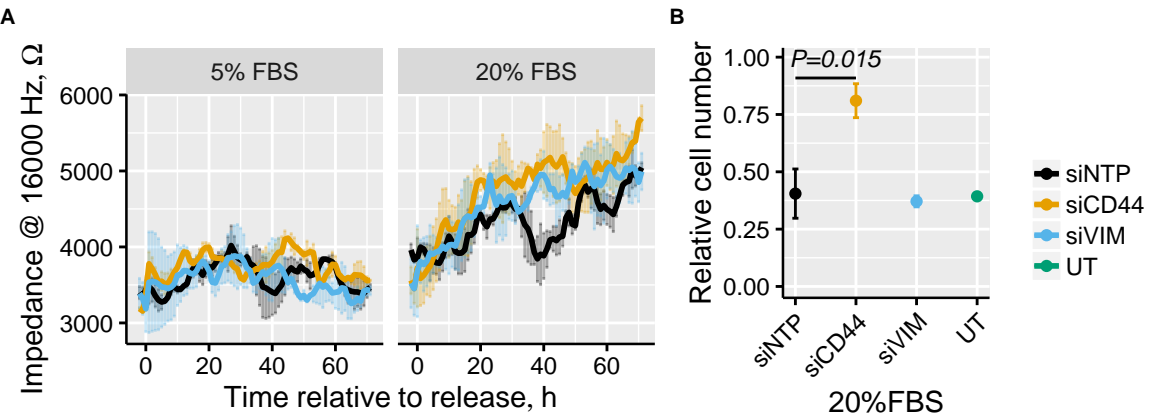 A
5% FBS
20% FBS
Impedance @ 16000 Hz, Ω
6000
5000
4000
3000
0 20 40 60
0 20 40 60
Time relative to release, h
B
P=0.015
Relative cell number
1.00
0.75
0.50
0.25
0.00
siNTP
siCD44
siVIM
UT
20%FBS
siNTP
siCD44
siVIM
UT